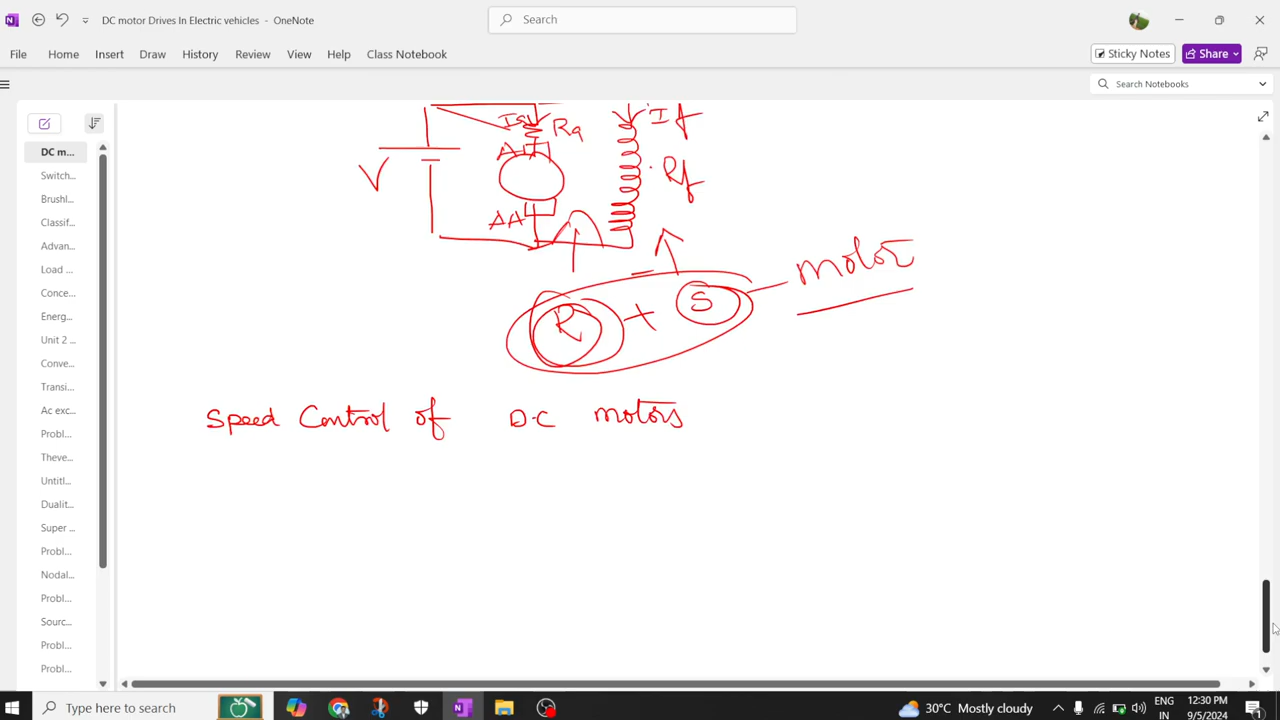 DC motor Drives In Electric vehicles - OneNote
Search
File Home Insert Draw History Review View Help Class Notebook
Sticky Notes
Share
Search Notebooks
DC m...
Switch...
Brushl...
Classif...
Advan...
Load ...
Conce...
Energ...
Unit 2 ...
Conve...
Transi...
Ac exc...
Probl...
Theve...
Untitl...
Dualit...
Super ...
Probl...
Nodal...
Probl...
Sourc...
Probl...
Probl...
Ia
Ra
If
A
V
Rf
AA
R + S
motor
Speed Control of D.C motors
Type here to search
30°C Mostly cloudy
ENG
IN
12:30 PM
9/5/2024
1